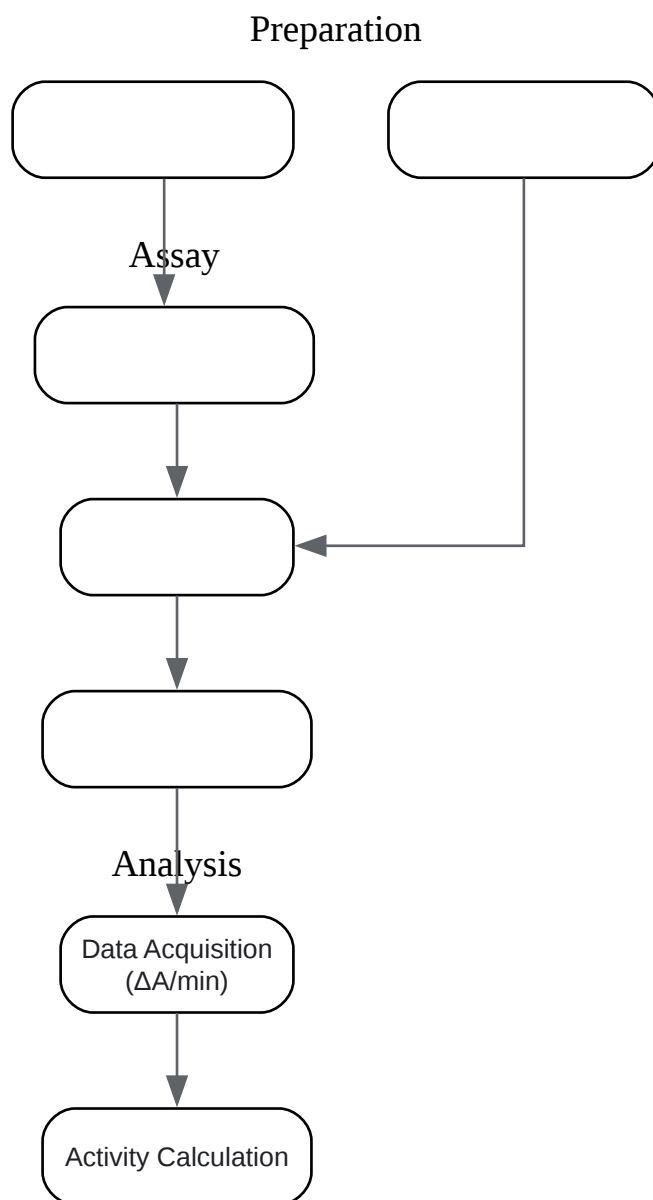 Preparation
Assay
Analysis
Data Acquisition
(ΔA/min)
Activity Calculation